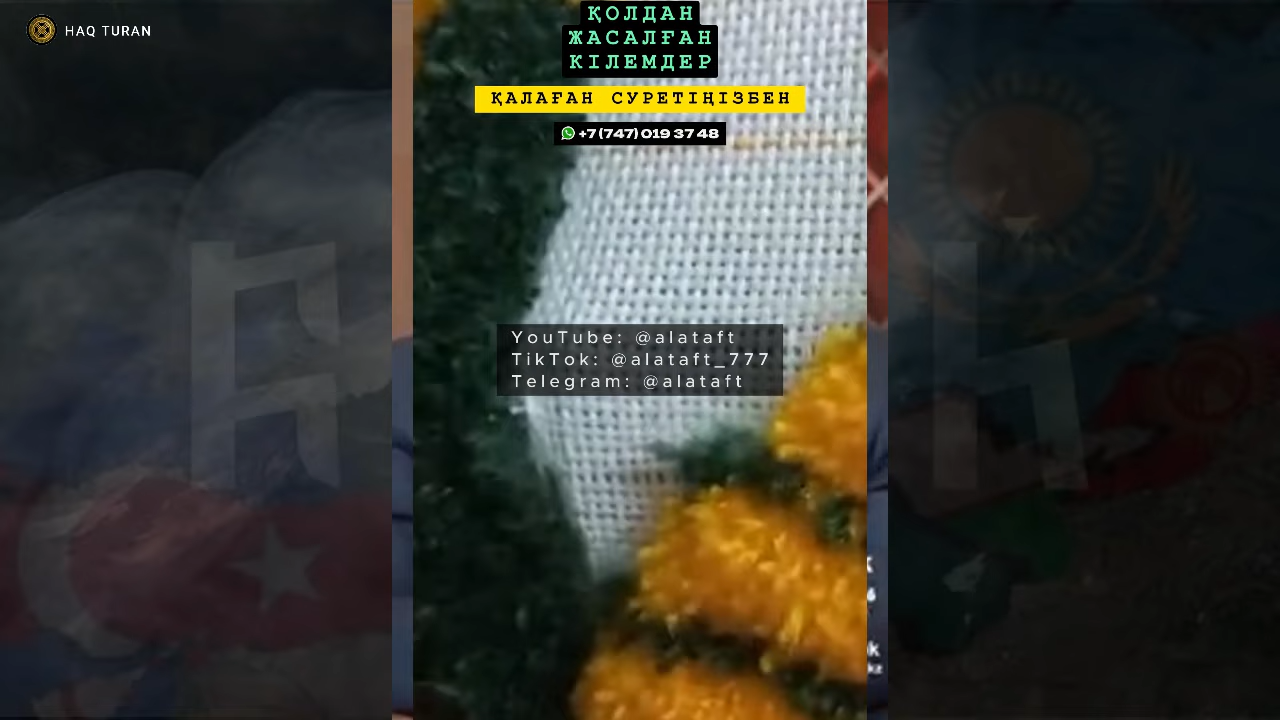 HAQ TURAN
ҚОЛДАН
ЖАСАЛҒАН
КІЛЕМДЕР
ҚАЛАҒАН СУРЕТІҢІЗБЕН
+7 (747) 019 37 48
YouTube: @alataft
TikTok: @alataft_777
Telegram: @alataft